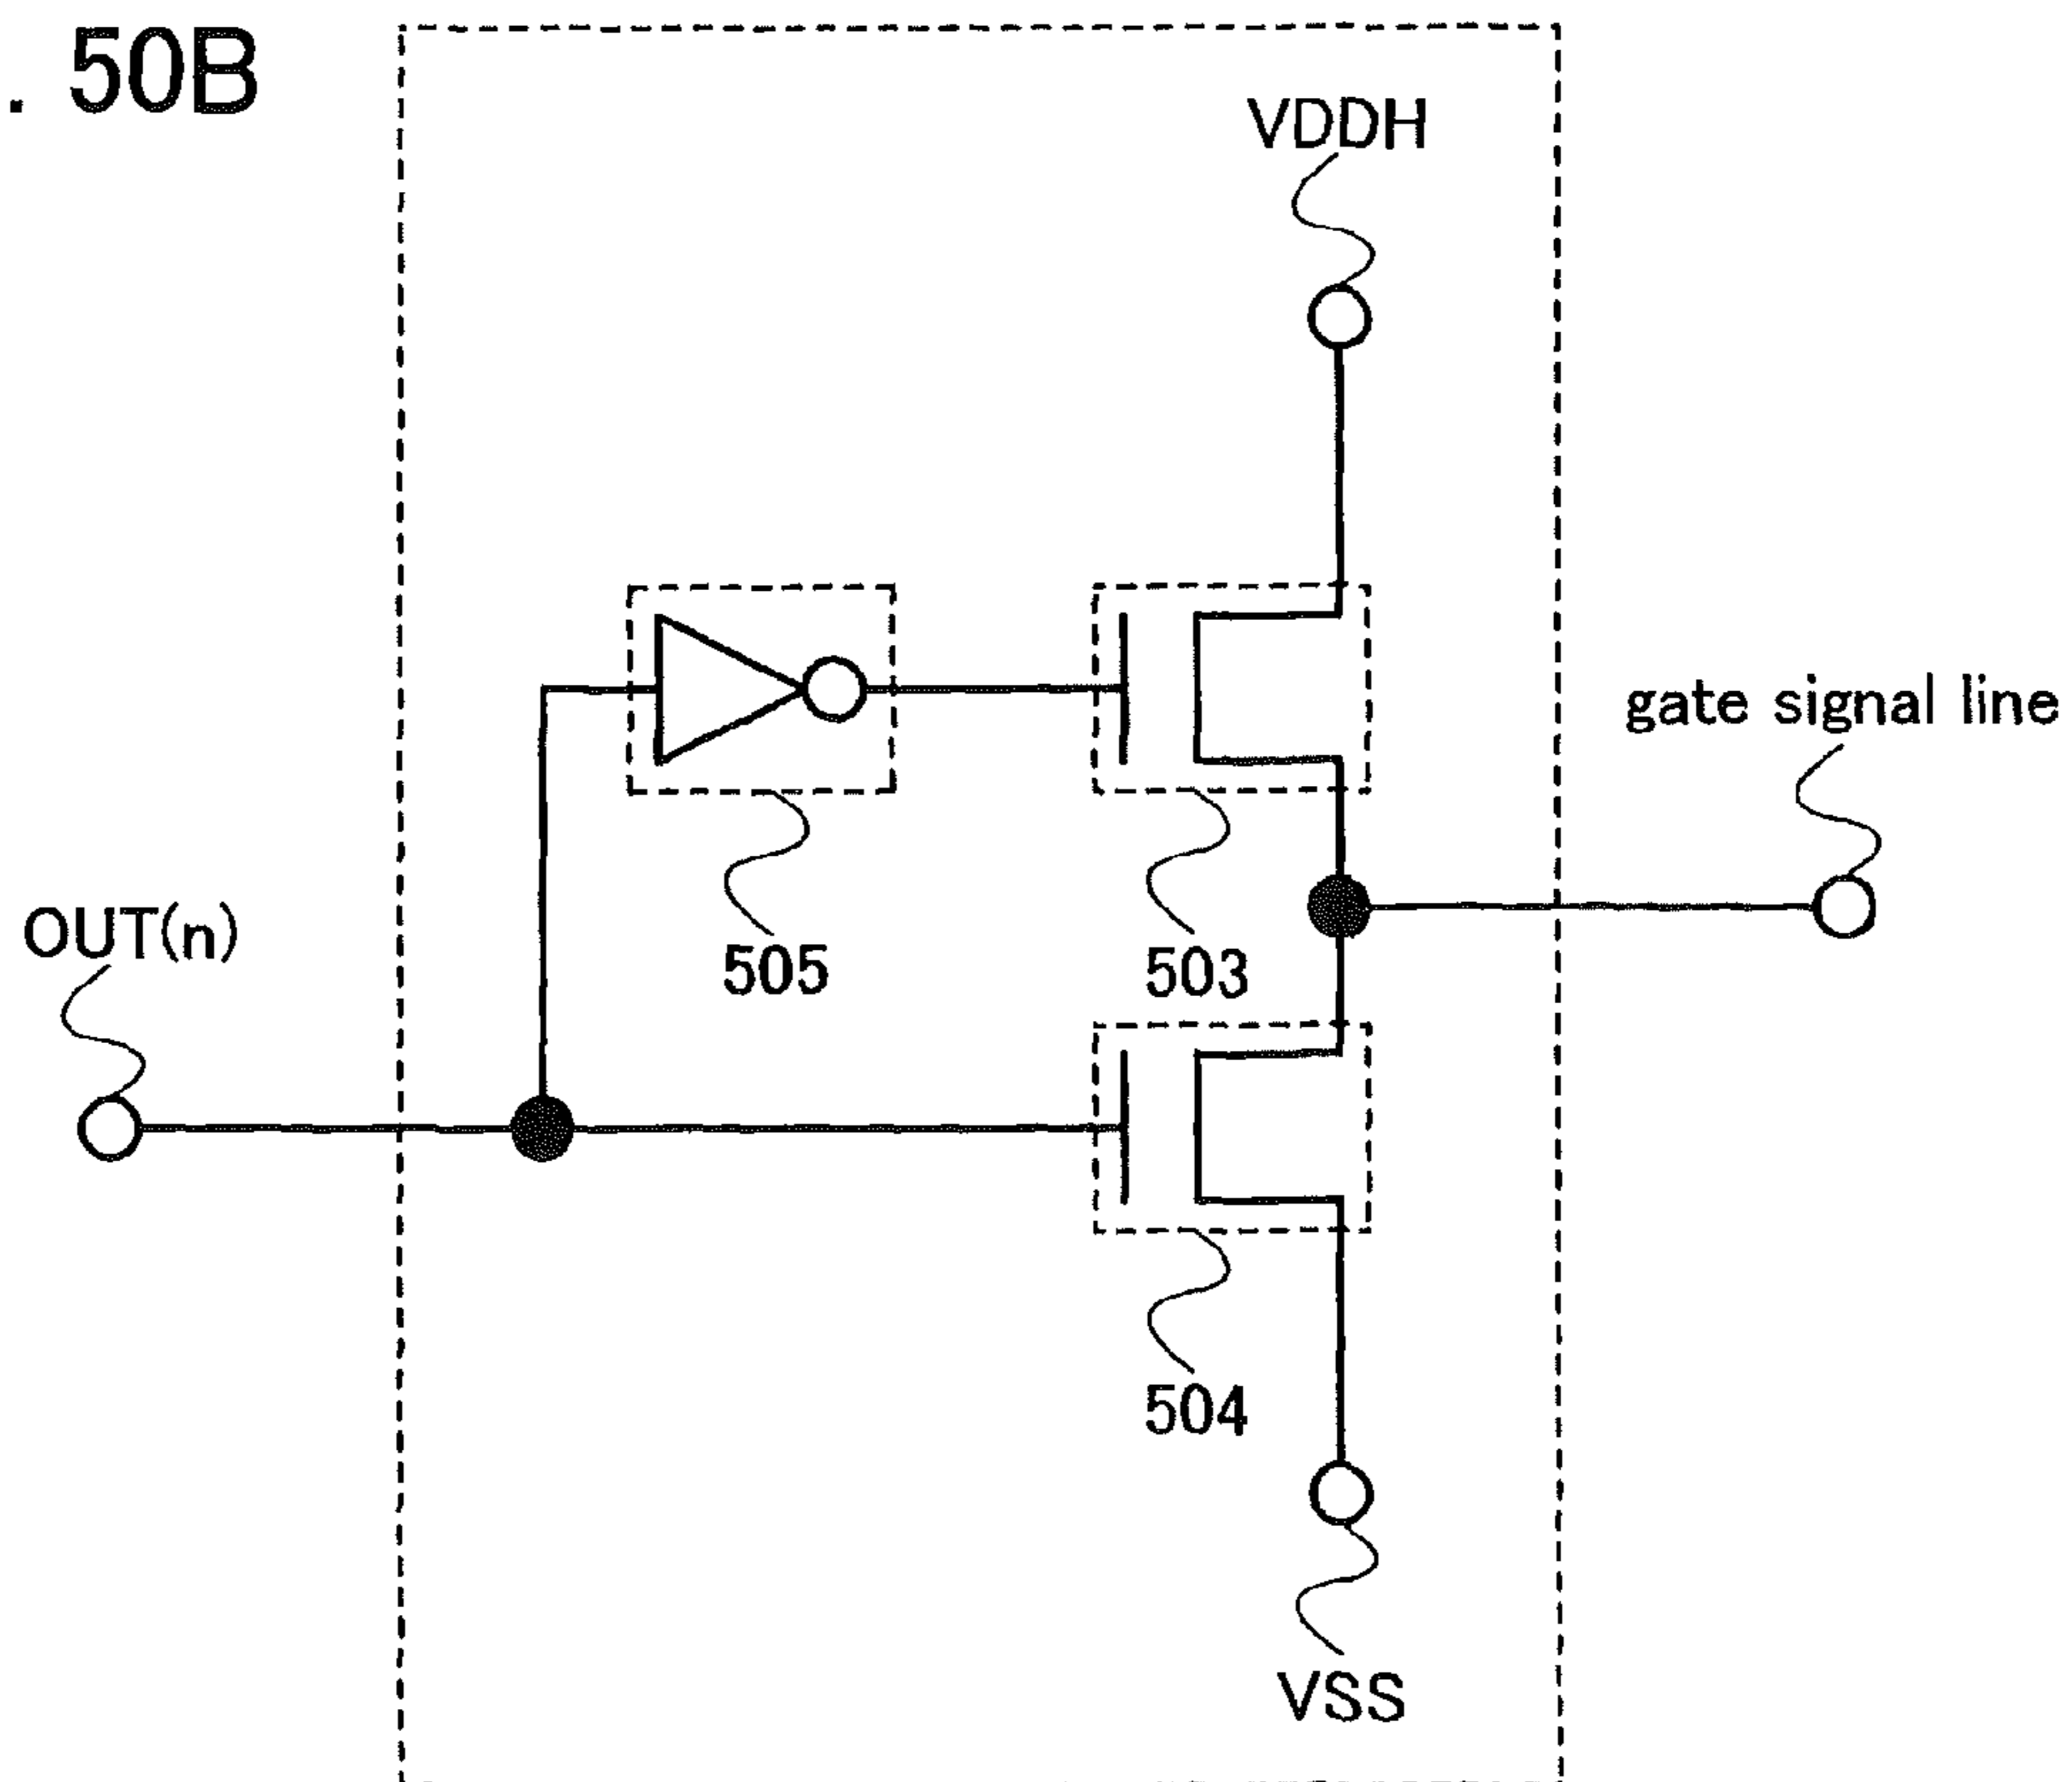 . 50B
VDDH
gate signal line
OUT(n)
505
503
504
VSS